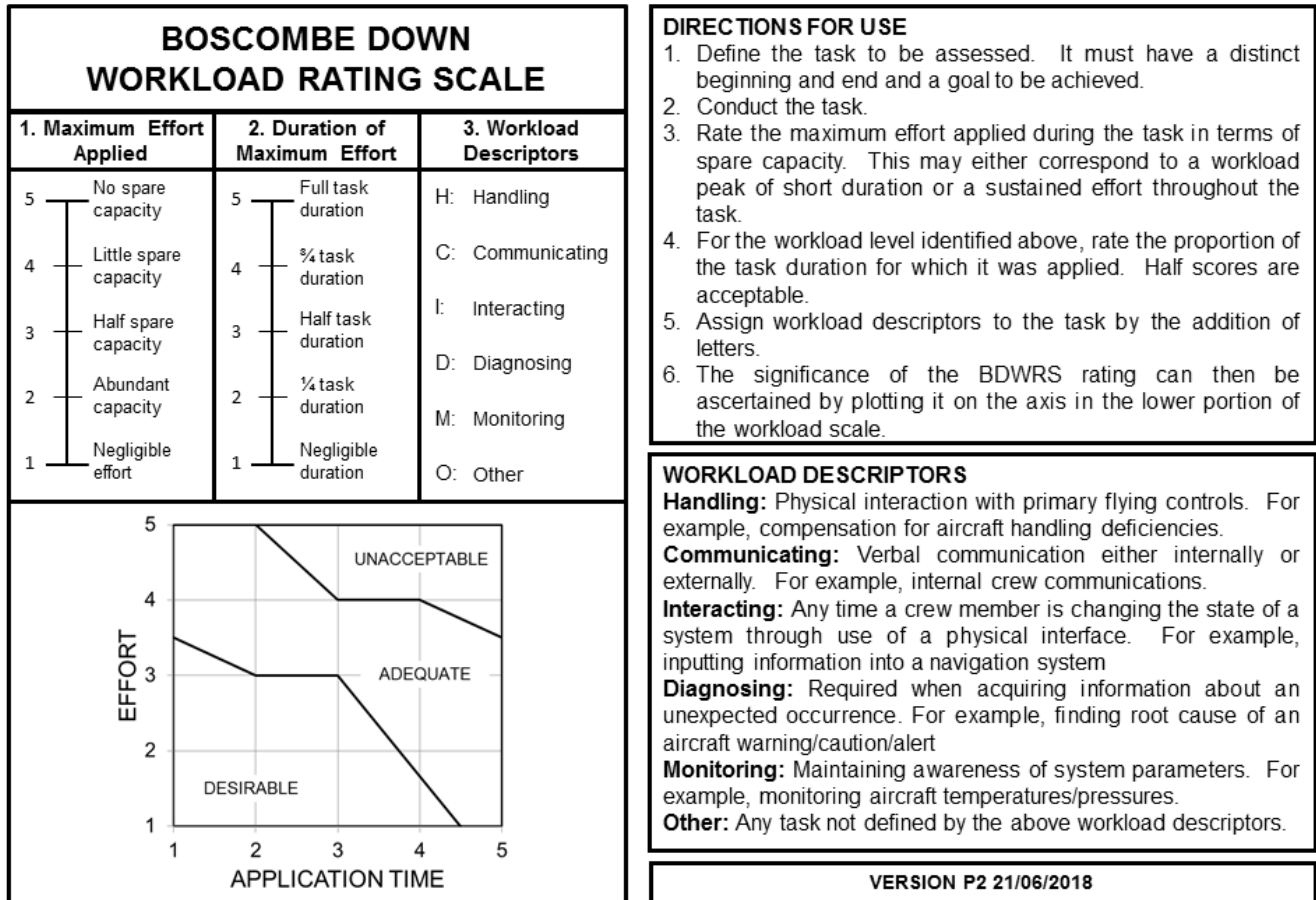 BOSCOMBE DOWN
WORKLOAD RATING SCALE
1. Maximum Effort
Applied
2. Duration of
Maximum Effort
3. Workload
Descriptors
5 No spare
capacity
4 Little spare
capacity
3 Half spare
capacity
2 Abundant
capacity
1 Negligible
effort
5 Full task
duration
4 ¾ task
duration
3 Half task
duration
2 ¼ task
duration
1 Negligible
duration
H: Handling
C: Communicating
I: Interacting
D: Diagnosing
M: Monitoring
O: Other
EFFORT
5
4
3
2
1
UNACCEPTABLE
ADEQUATE
DESIRABLE
1 2 3 4 5
APPLICATION TIME
DIRECTIONS FOR USE
1. Define the task to be assessed. It must have a distinct
beginning and end and a goal to be achieved.
2. Conduct the task.
3. Rate the maximum effort applied during the task in terms of
spare capacity. This may either correspond to a workload
peak of short duration or a sustained effort throughout the
task.
4. For the workload level identified above, rate the proportion of
the task duration for which it was applied. Half scores are
acceptable.
5. Assign workload descriptors to the task by the addition of
letters.
6. The significance of the BDWRS rating can then be
ascertained by plotting it on the axis in the lower portion of
the workload scale.
WORKLOAD DESCRIPTORS
Handling: Physical interaction with primary flying controls. For
example, compensation for aircraft handling deficiencies.
Communicating: Verbal communication either internally or
externally. For example, internal crew communications.
Interacting: Any time a crew member is changing the state of a
system through use of a physical interface. For example,
inputting information into a navigation system
Diagnosing: Required when acquiring information about an
unexpected occurrence. For example, finding root cause of an
aircraft warning/caution/alert
Monitoring: Maintaining awareness of system parameters. For
example, monitoring aircraft temperatures/pressures.
Other: Any task not defined by the above workload descriptors.
VERSION P2 21/06/2018